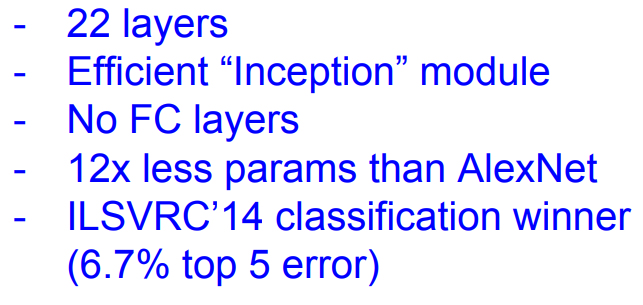 - 22 layers
- Efficient “Inception” module
- No FC layers
- 12x less params than AlexNet
- ILSVRC’14 classification winner
(6.7% top 5 error)